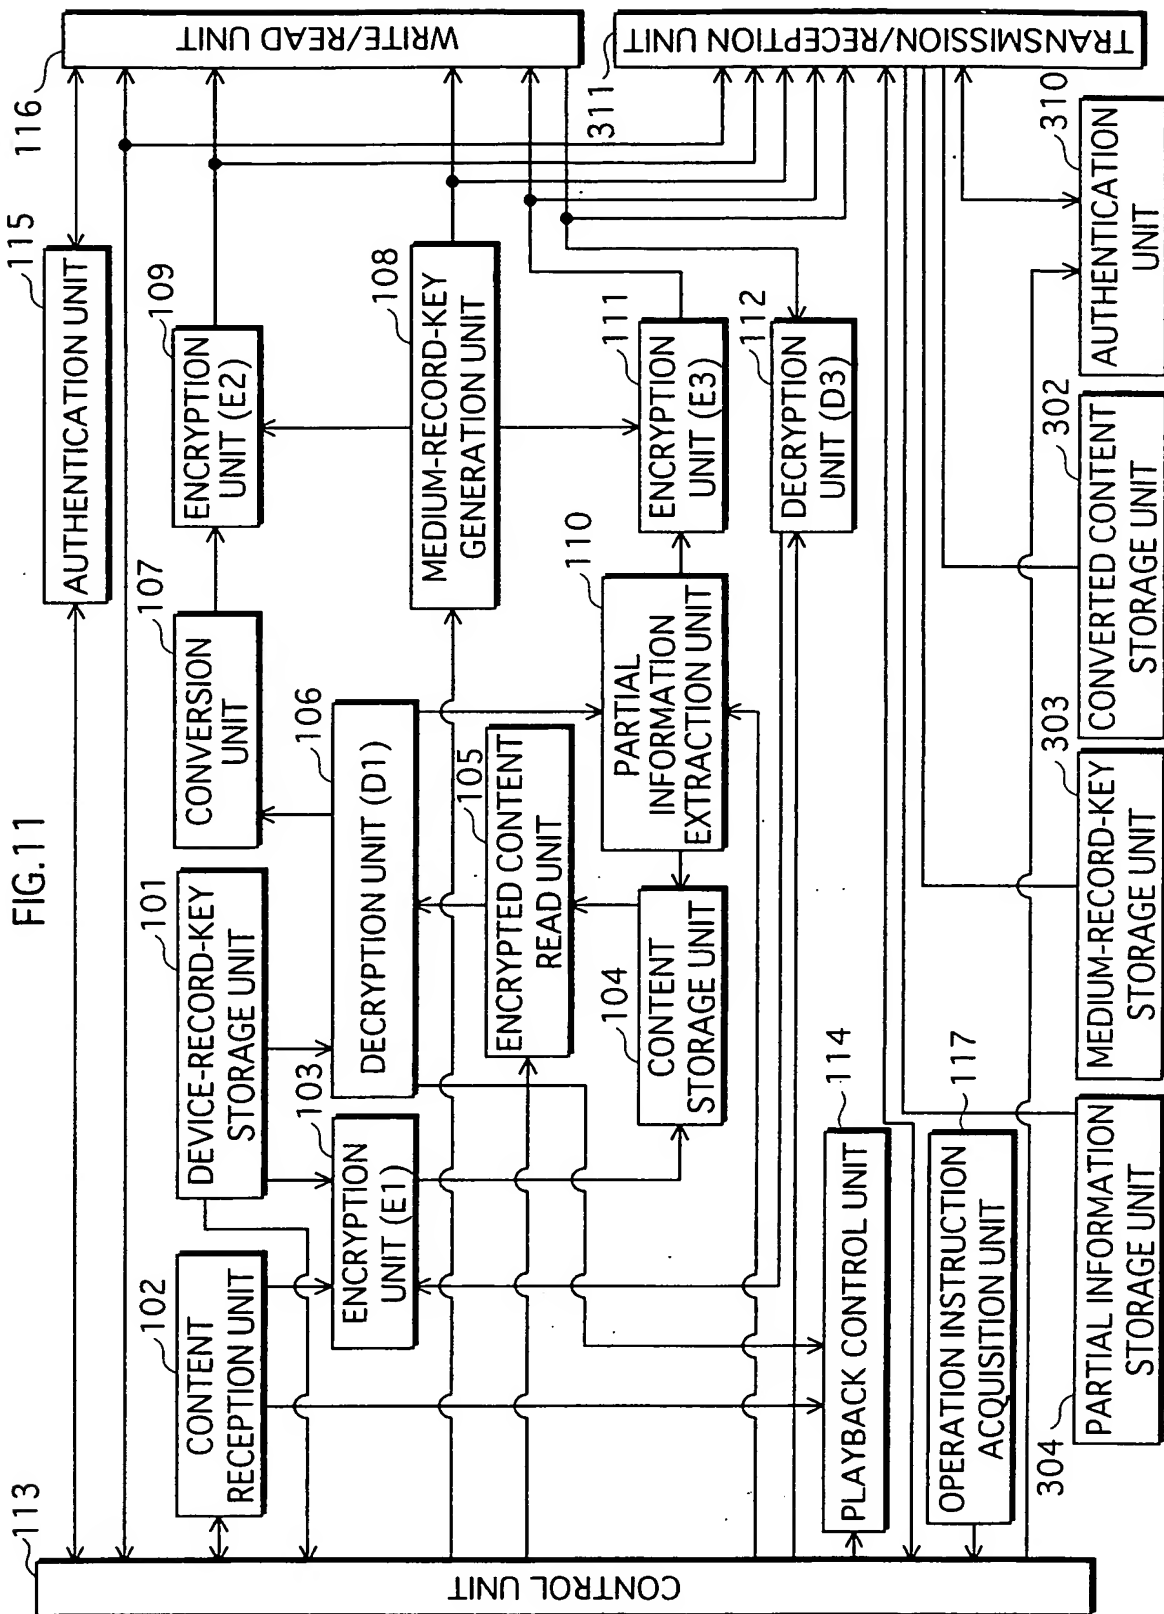 FIG.11
113
CONTROL UNIT
102
CONTENT
RECEPTION UNIT
101
DEVICE-RECORD-KEY
STORAGE UNIT
107
CONVERSION
UNIT
109
ENCRYPTION
UNIT (E2)
115
AUTHENTICATION UNIT
116
WRITE/READ UNIT
103
ENCRYPTION
UNIT (E1)
106
DECRYPTION UNIT (D1)
105
ENCRYPTED CONTENT
READ UNIT
108
MEDIUM-RECORD-KEY
GENERATION UNIT
104
CONTENT
STORAGE UNIT
110
PARTIAL
INFORMATION
EXTRACTION UNIT
111
ENCRYPTION
UNIT (E3)
112
DECRYPTION
UNIT (D3)
114
PLAYBACK CONTROL UNIT
117
OPERATION INSTRUCTION
ACQUISITION UNIT
311
TRANSMISSION/RECEPTION UNIT
304
PARTIAL INFORMATION
STORAGE UNIT
303
MEDIUM-RECORD-KEY
STORAGE UNIT
302
CONVERTED CONTENT
STORAGE UNIT
310
AUTHENTICATION
UNIT